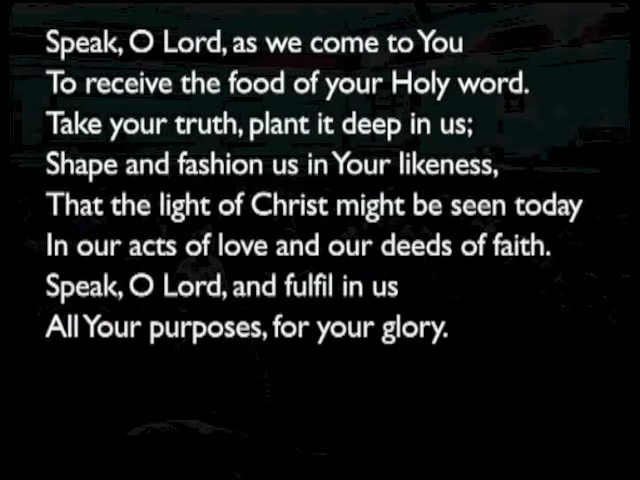 Speak, O Lord, as we come to You
To receive the food of your Holy word.
Take your truth, plant it deep in us;
Shape and fashion us in Your likeness,
That the light of Christ might be seen today
In our acts of love and our deeds of faith.
Speak, O Lord, and fulfil in us
All Your purposes, for your glory.